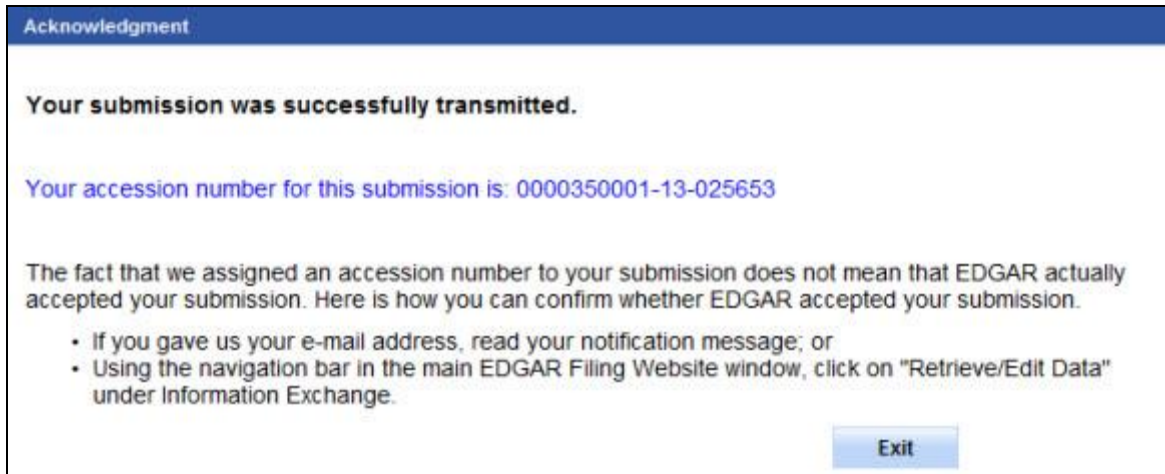 Acknowledgment
Your submission was successfully transmitted.
Your accession number for this submission is: 0000350001-13-025653
The fact that we assigned an accession number to your submission does not mean that EDGAR actually
accepted your submission. Here is how you can confirm whether EDGAR accepted your submission.
• If you gave us your e-mail address, read your notification message; or
• Using the navigation bar in the main EDGAR Filing Website window, click on "Retrieve/Edit Data"
under Information Exchange.
Exit